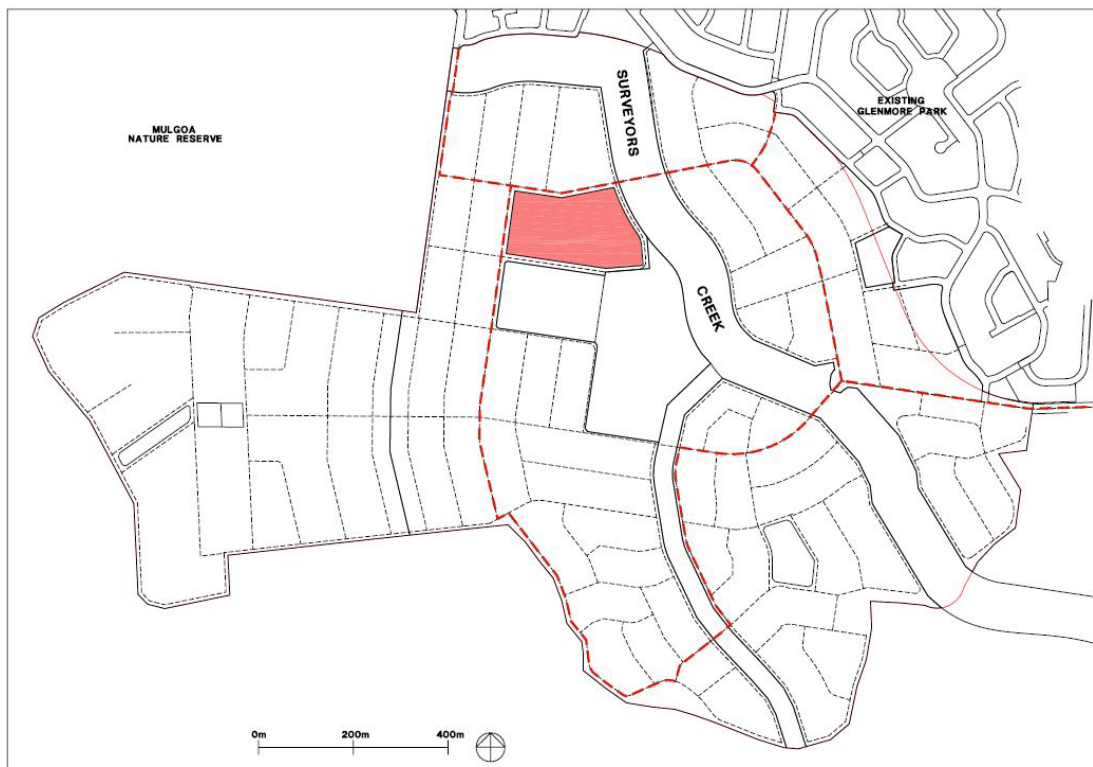 SURVEYORS
CREEK
EXISTING
GLENMORE PARK
MULGOA
NATURE RESERVE
0m 200m 400m